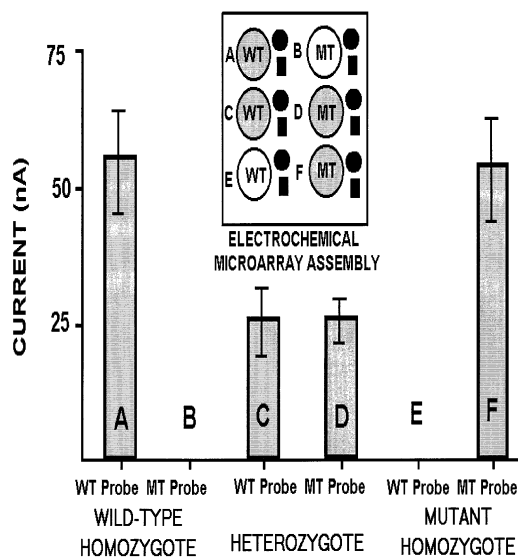 75
50
25
CURRENT (nA)
A WT B MT
C WT D MT
E WT F MT
ELECTROCHEMICAL
MICROARRAY ASSEMBLY
A B C D E F
WT Probe MT Probe WT Probe MT Probe WT Probe MT Probe
WILD-TYPE
HOMOZYGOTE
HETEROZYGOTE
MUTANT
HOMOZYGOTE